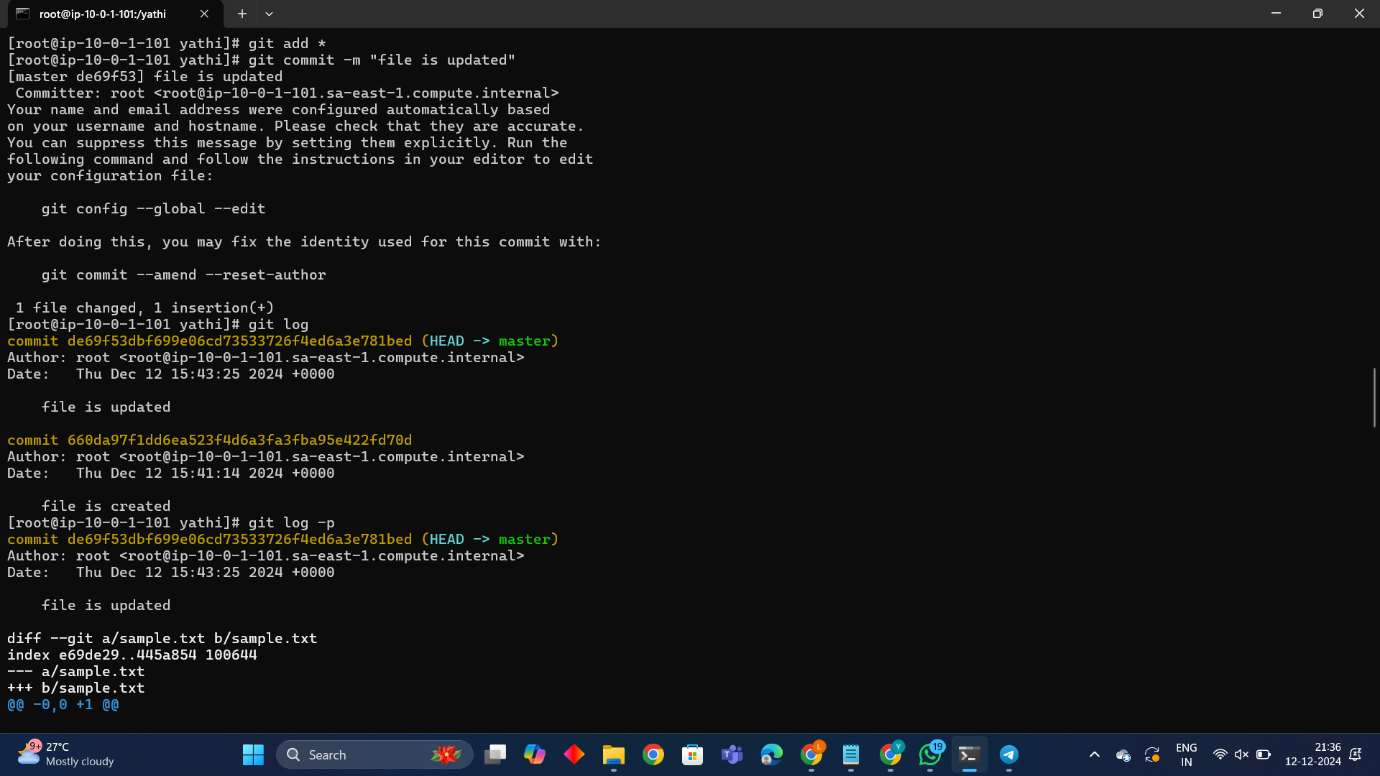 root@ip-10-0-1-101:/yathi
[root@ip-10-0-1-101 yathi]# git add *
[root@ip-10-0-1-101 yathi]# git commit -m "file is updated"
[master de69f53] file is updated
 Committer: root <root@ip-10-0-1-101.sa-east-1.compute.internal>
Your name and email address were configured automatically based
on your username and hostname. Please check that they are accurate.
You can suppress this message by setting them explicitly. Run the
following command and follow the instructions in your editor to edit
your configuration file:
    git config --global --edit
After doing this, you may fix the identity used for this commit with:
    git commit --amend --reset-author
 1 file changed, 1 insertion(+)
[root@ip-10-0-1-101 yathi]# git log
commit de69f53dbf699e06cd73533726f4ed6a3e781bed (HEAD -> master)
Author: root <root@ip-10-0-1-101.sa-east-1.compute.internal>
Date:   Thu Dec 12 15:43:25 2024 +0000
    file is updated
commit 660da97f1dd6ea523f4d6a3fa3fba95e422fd70d
Author: root <root@ip-10-0-1-101.sa-east-1.compute.internal>
Date:   Thu Dec 12 15:41:14 2024 +0000
    file is created
[root@ip-10-0-1-101 yathi]# git log -p
commit de69f53dbf699e06cd73533726f4ed6a3e781bed (HEAD -> master)
Author: root <root@ip-10-0-1-101.sa-east-1.compute.internal>
Date:   Thu Dec 12 15:43:25 2024 +0000
    file is updated
diff --git a/sample.txt b/sample.txt
index e69de29..445a854 100644
--- a/sample.txt
+++ b/sample.txt
@@ -0,0 +1 @@
9+
27°C
Mostly cloudy
Search
L
Y
19
ENG
IN
21:36
12-12-2024